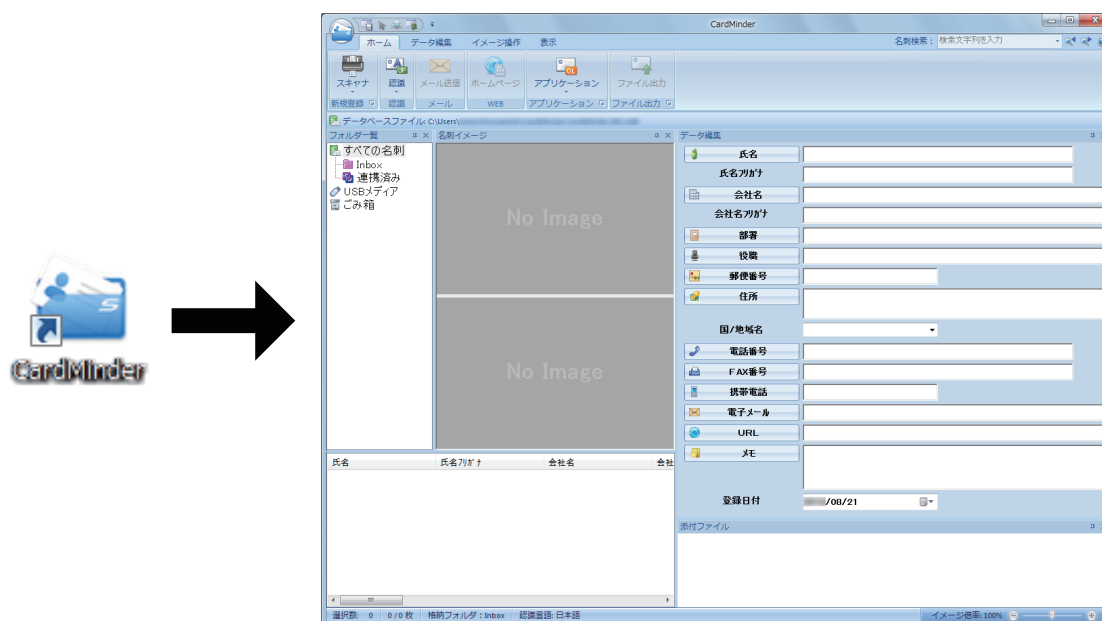 CardMinder
CardMinder
ホーム データ編集 イメージ操作 表示
名刺検索： 検索文字列を入力
スキャナ 認識 メール送信 ホームページ アプリケーション ファイル出力
新規登録 認識 メール WEB アプリケーション ファイル出力
データベースファイル: C:\Users\
フォルダ一覧 名刺イメージ データ編集
すべての名刺
Inbox
連携済み
USBメディア
ごみ箱
No Image
No Image
氏名
氏名フリガナ
会社名
会社名フリガナ
部署
役職
郵便番号
住所
国/地域名
電話番号
FAX番号
携帯電話
電子メール
URL
メモ
登録日付 /08/21
添付ファイル
氏名 氏名フリガナ 会社名 会社
選択数: 0 0/0 枚 格納フォルダ : Inbox 認識言語: 日本語 イメージ倍率: 100%